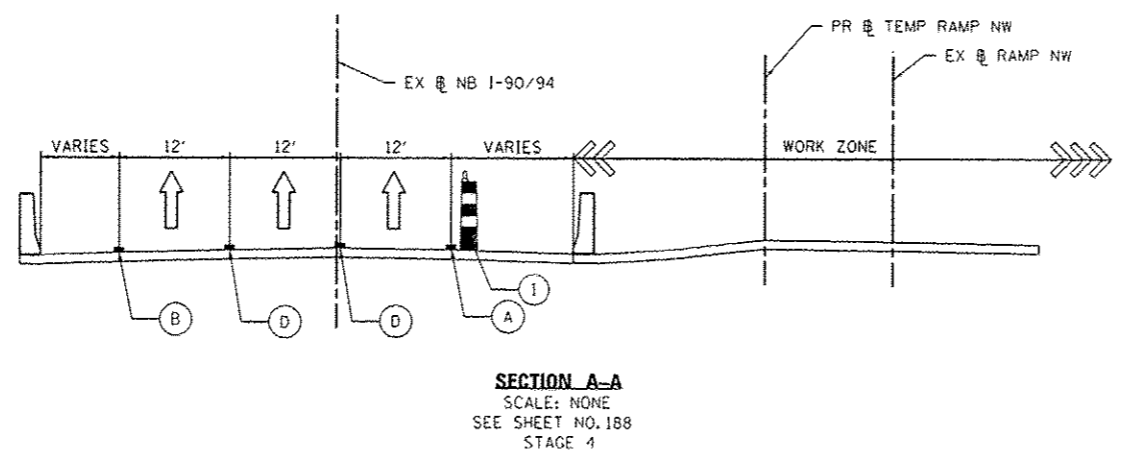 PR ℄ TEMP RAMP NW
EX ℄ RAMP NW
EX ℄ NB I-90/94
VARIES 12' 12' 12' VARIES WORK ZONE
B D D A I
SECTION A-A
SCALE: NONE
SEE SHEET NO. 188
STAGE 4